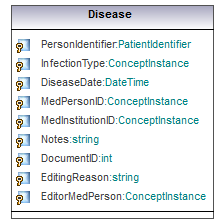 Disease
PersonIdentifier:PatientIdentifier
InfectionType:ConceptInstance
DiseaseDate:DateTime
MedPersonID:ConceptInstance
MedInstitutionID:ConceptInstance
Notes:string
DocumentID:int
EditingReason:string
EditorMedPerson:ConceptInstance